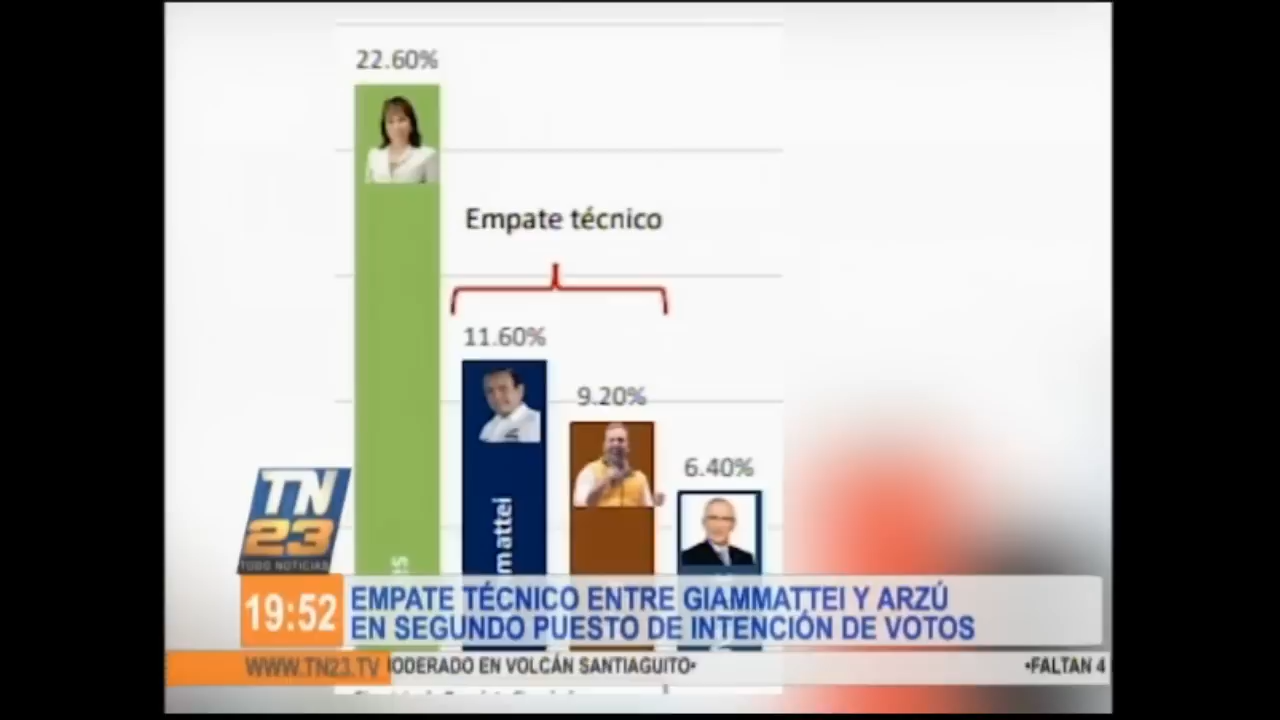 22.60%
Empate técnico
11.60%
9.20%
6.40%
mattei
es
TN
23
TODO NOTICIAS
19:52
EMPATE TÉCNICO ENTRE GIAMMATTEI Y ARZÚ
EN SEGUNDO PUESTO DE INTENCIÓN DE VOTOS
WWW.TN23.TV ODERADO EN VOLCÁN SANTIAGUITO• •FALTAN 4